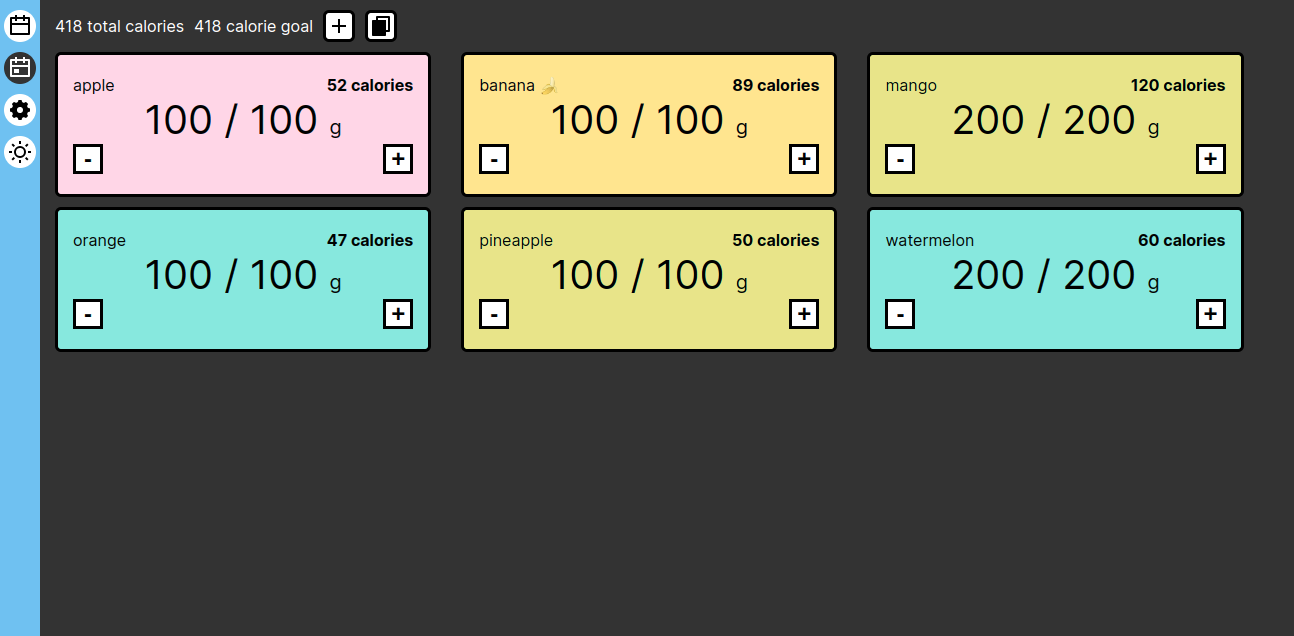 418 total calories 418 calorie goal
apple 52 calories
100 / 100 g
- +
banana 🍌 89 calories
100 / 100 g
- +
mango 120 calories
200 / 200 g
- +
orange 47 calories
100 / 100 g
- +
pineapple 50 calories
100 / 100 g
- +
watermelon 60 calories
200 / 200 g
- +